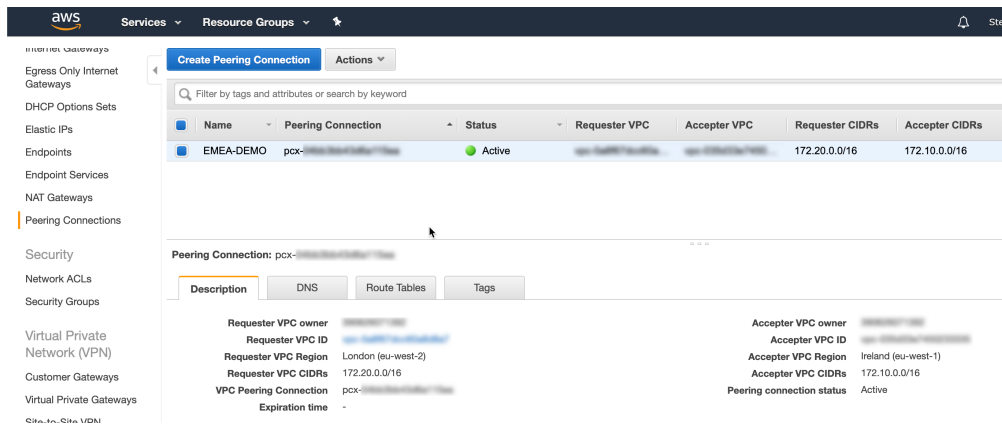 aws Services Resource Groups Ste
Internet Gateways
Egress Only Internet
Gateways
DHCP Options Sets
Elastic IPs
Endpoints
Endpoint Services
NAT Gateways
Peering Connections
Security
Network ACLs
Security Groups
Virtual Private
Network (VPN)
Customer Gateways
Virtual Private Gateways
Site-to-Site VPN
Create Peering Connection Actions
Filter by tags and attributes or search by keyword
Name Peering Connection Status Requester VPC Accepter VPC Requester CIDRs Accepter CIDRs
EMEA-DEMO pcx- Active 172.20.0.0/16 172.10.0.0/16
Peering Connection: pcx-
Description DNS Route Tables Tags
Requester VPC owner Accepter VPC owner
Requester VPC ID Accepter VPC ID
Requester VPC Region London (eu-west-2) Accepter VPC Region Ireland (eu-west-1)
Requester VPC CIDRs 172.20.0.0/16 Accepter VPC CIDRs 172.10.0.0/16
VPC Peering Connection pcx- Peering connection status Active
Expiration time -